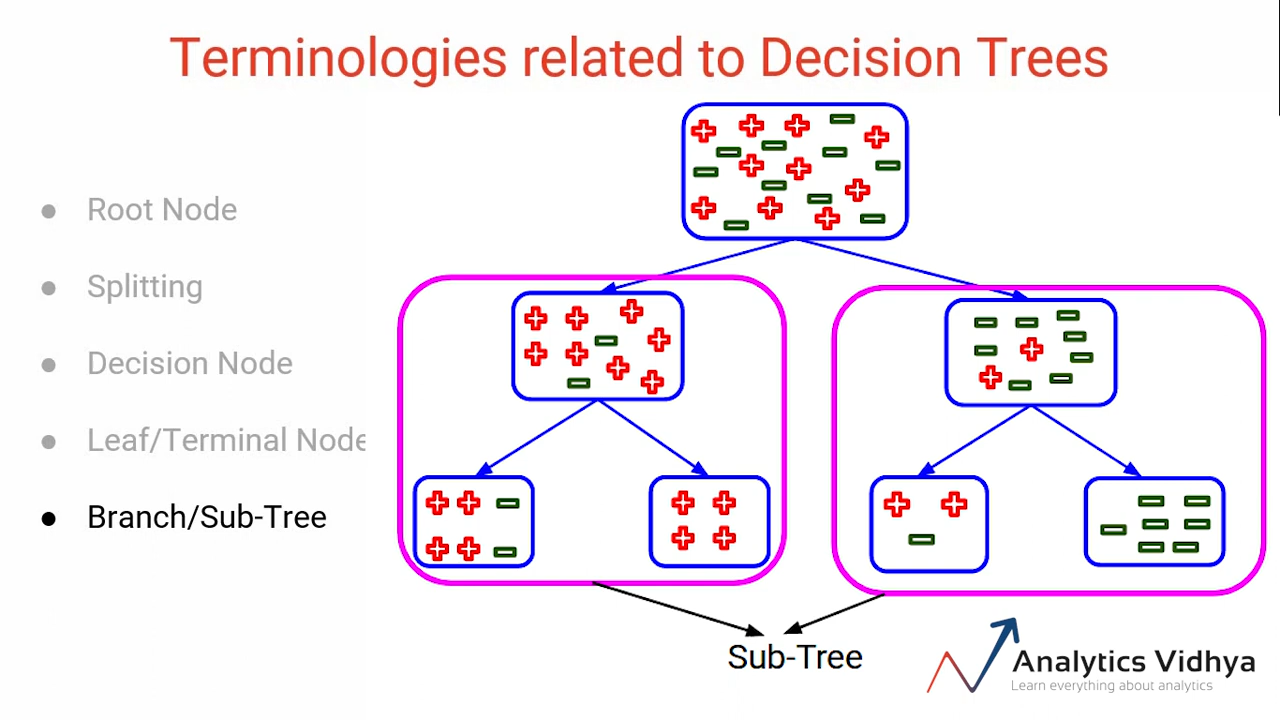 Terminologies related to Decision Trees
● Root Node
● Splitting
● Decision Node
● Leaf/Terminal Node
● Branch/Sub-Tree
Sub-Tree
Analytics Vidhya
Learn everything about analytics